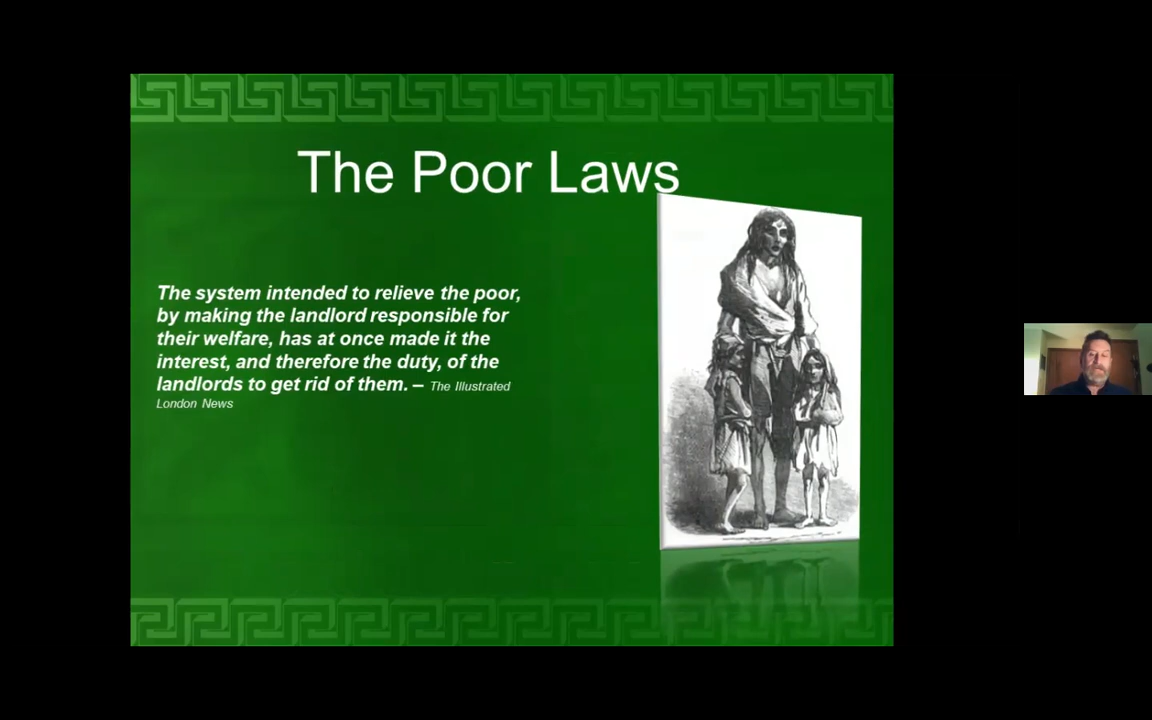 The Poor Laws
The system intended to relieve the poor,
by making the landlord responsible for
their welfare, has at once made it the
interest, and therefore the duty, of the
landlords to get rid of them. – The Illustrated
London News